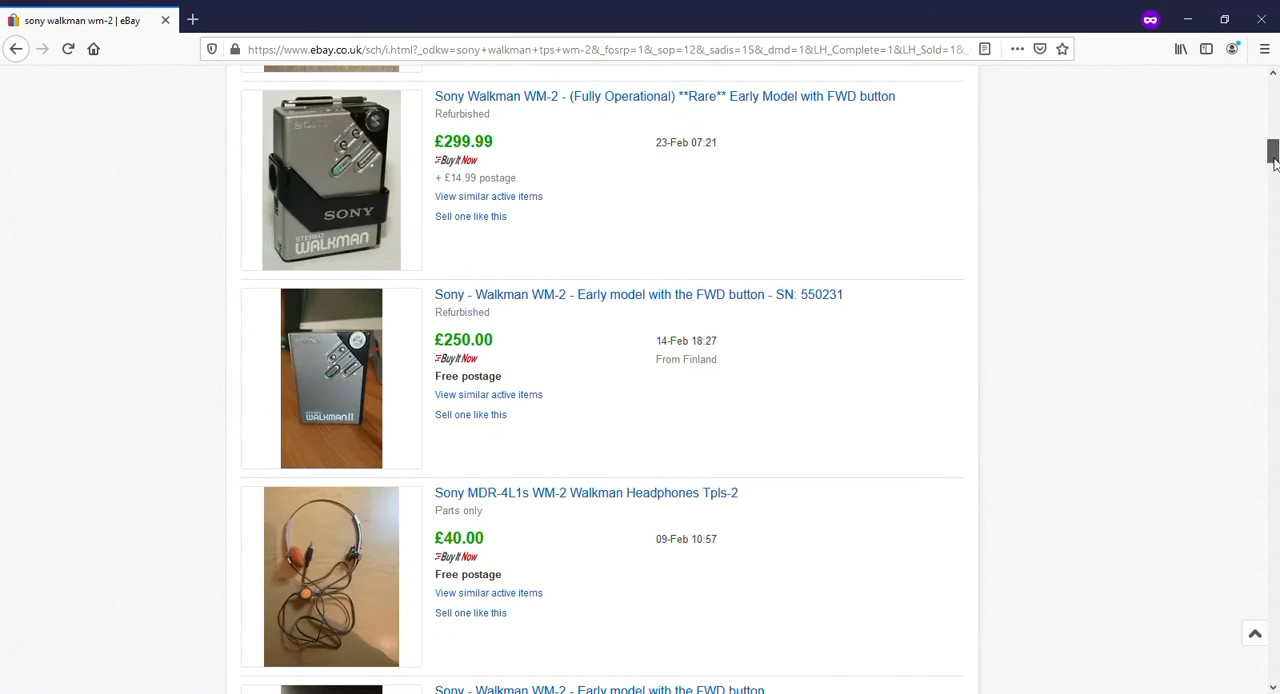 sony walkman wm-2 | eBay
https://www.ebay.co.uk/sch/i.html?_odkw=sony+walkman+tps+wm-2&_fosrp=1&_sop=12&_sadis=15&_dmd=1&LH_Complete=1&LH_Sold=1&_
Sony Walkman WM-2 - (Fully Operational) **Rare** Early Model with FWD button
Refurbished
£299.99
23-Feb 07:21
Buy It Now
+ £14.99 postage
View similar active items
Sell one like this
SONY
SONY
STEREO
WALKMAN
Sony - Walkman WM-2 - Early model with the FWD button - SN: 550231
Refurbished
£250.00
14-Feb 18:27
Buy It Now
From Finland
Free postage
View similar active items
Sell one like this
SONY
STEREO
WALKMAN II
Sony MDR-4L1s WM-2 Walkman Headphones Tpls-2
Parts only
£40.00
09-Feb 10:57
Buy It Now
Free postage
View similar active items
Sell one like this
Sony - Walkman WM-2 - Early model with the FWD button